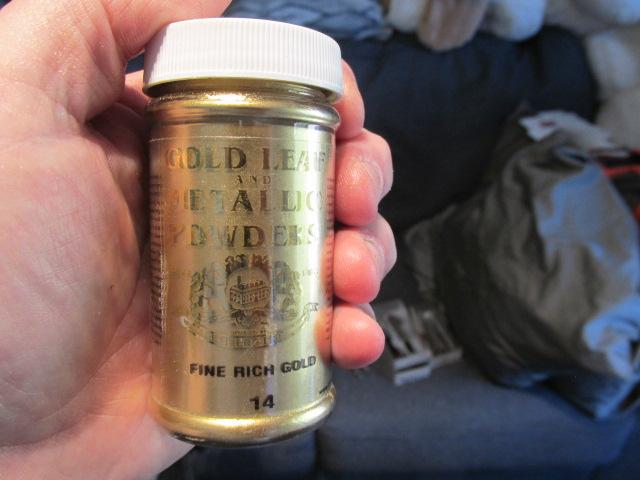 GOLD LEAF
AND
METALLIC
POWDERS
FINE RICH GOLD
14